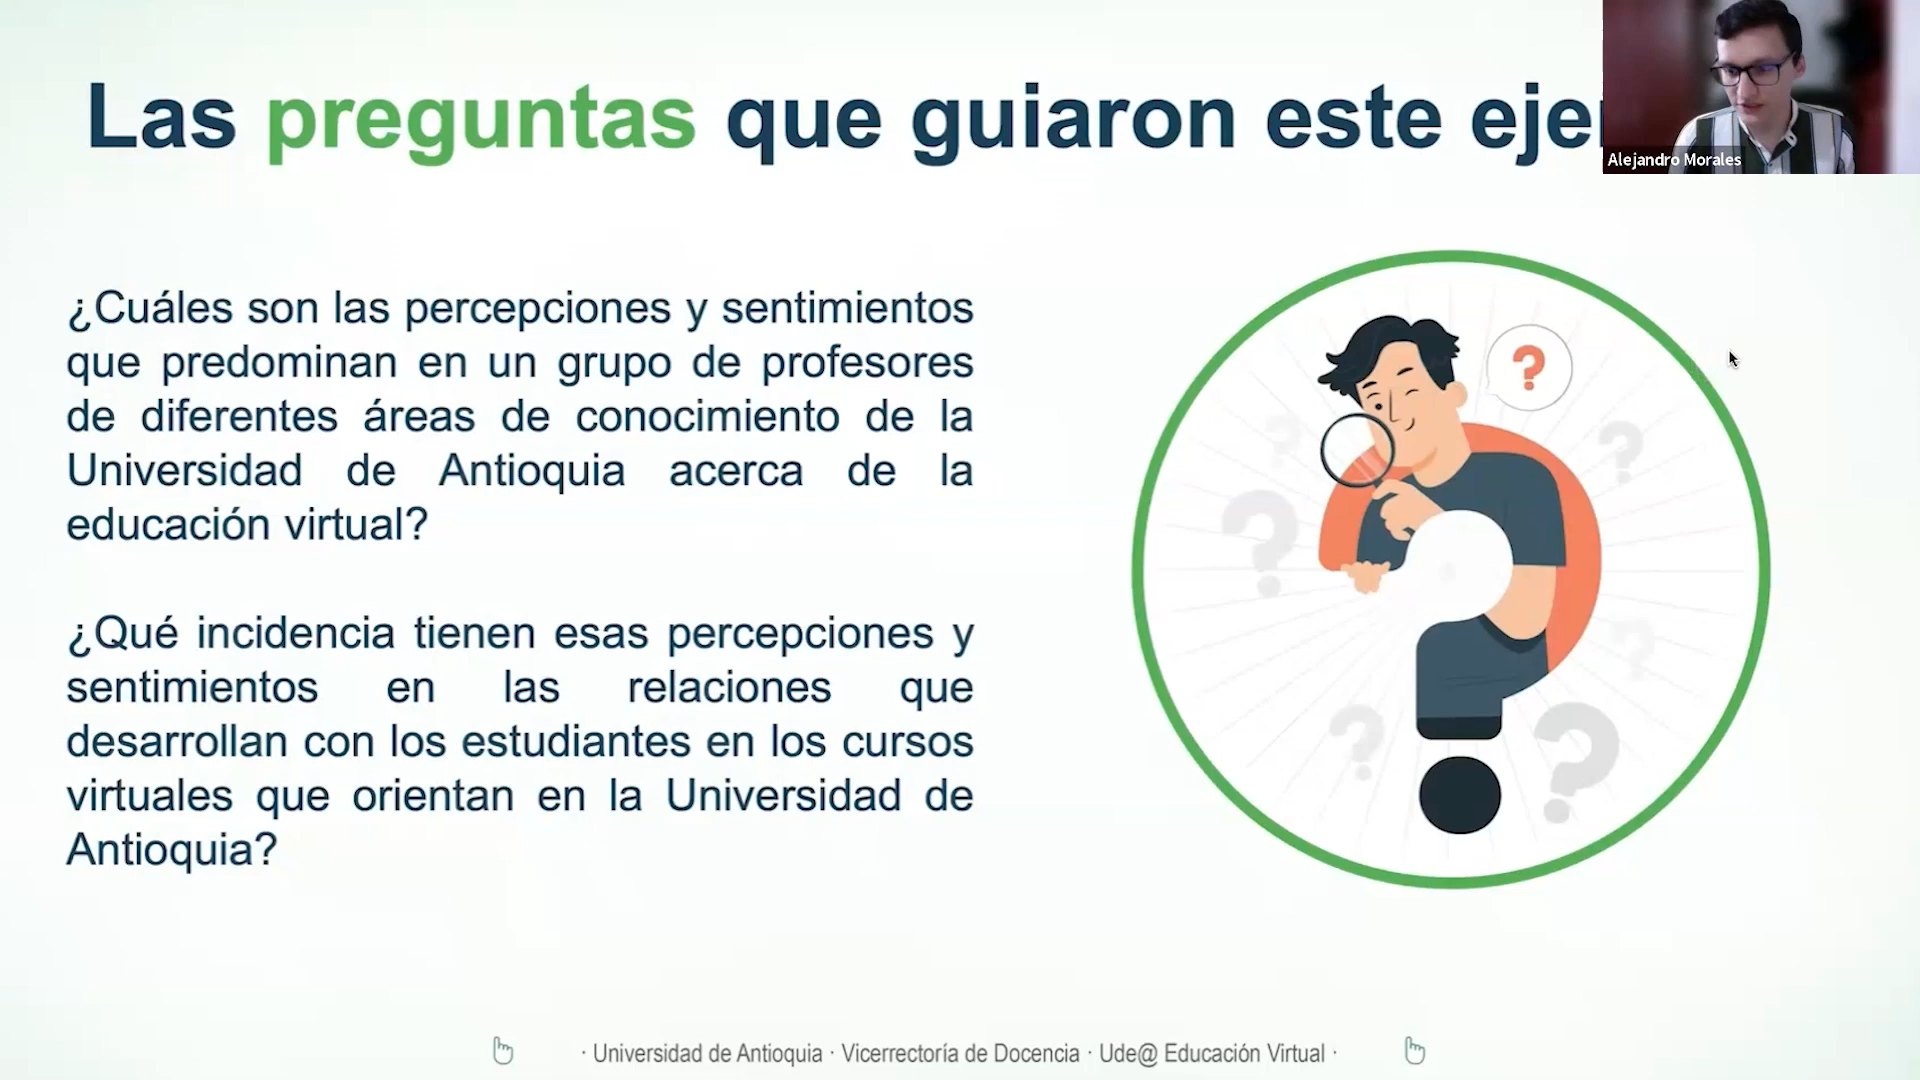 Las preguntas que guiaron este
Alejandro Morales
¿Cuáles son las percepciones y sentimientos
que predominan en un grupo de profesores
de diferentes áreas de conocimiento de la
Universidad de Antioquia acerca de la
educación virtual?
¿Qué incidencia tienen esas percepciones y
sentimientos en las relaciones que
desarrollan con los estudiantes en los cursos
virtuales que orientan en la Universidad de
Antioquia?
?
· Universidad de Antioquia · Vicerrectoría de Docencia · Ude@ Educación Virtual ·